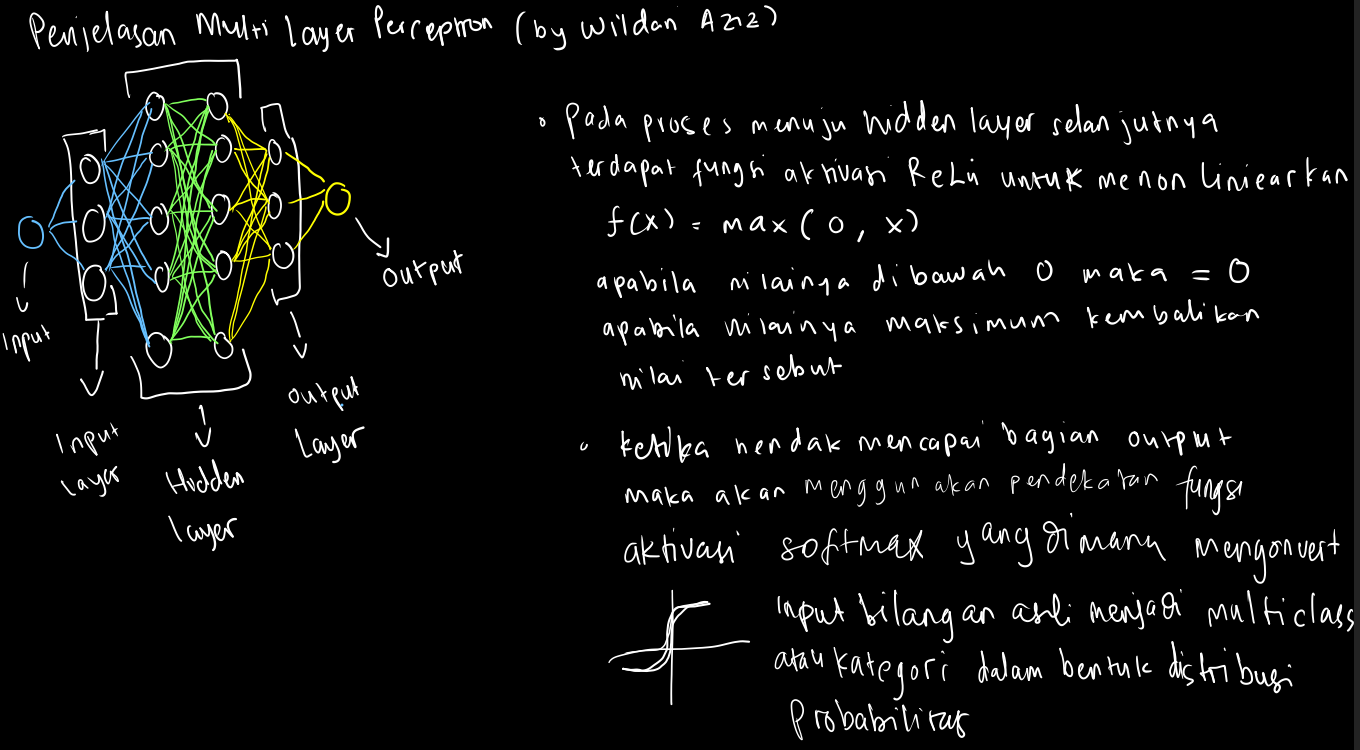 Penjelasan Multi Layer Perceptron (by Wildan Aziz)
Input
Input
Layer
Hidden
layer
Output
Layer
Output
• Pada proses menuju hidden layer selanjutnya
terdapat fungsi aktivasi ReLu untuk menon liniearkan
f(x) = max(0, x)
apabila nilainya dibawah 0 maka = 0
apabila nilainya maksimum kembalikan
nilai tersebut
• ketika hendak mencapai bagian output
maka akan menggunakan pendekatan fungsi
aktivasi softmax yang dimana mengonvert
input bilangan asli menjadi multiclass
atau kategori dalam bentuk distribusi
Probabilitas